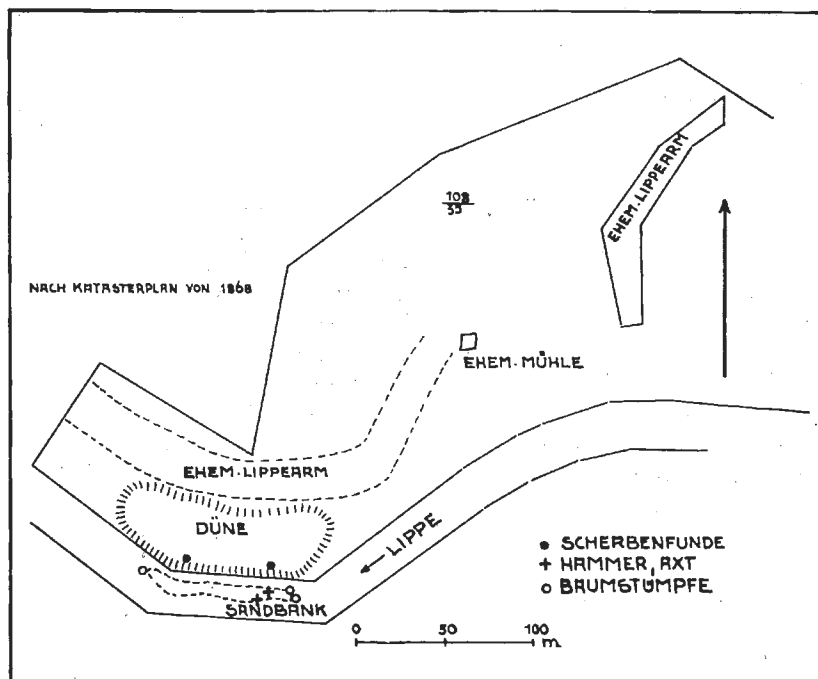 EHEM. LIPPEARM
108
35
NACH KATASTERPLAN VON 1868
EHEM. MÜHLE
EHEM. LIPPEARM
DÜNE
← LIPPE
SANDBANK
• SCHERBENFUNDE
+ HAMMER, AXT
○ BAUMSTÜMPFE
0 50 100
m